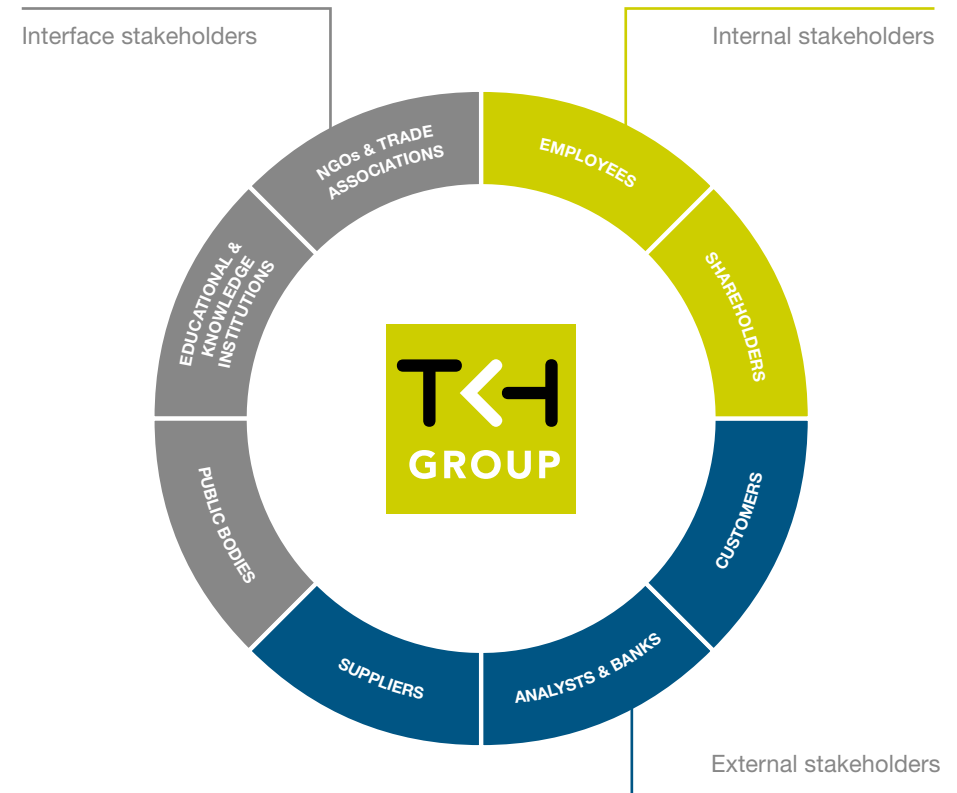 Interface stakeholders
Internal stakeholders
NGOs & TRADE
ASSOCIATIONS
EMPLOYEES
EDUCATIONAL &
KNOWLEDGE
INSTITUTIONS
SHAREHOLDERS
TKH
GROUP
PUBLIC BODIES
CUSTOMERS
SUPPLIERS
ANALYSTS & BANKS
External stakeholders